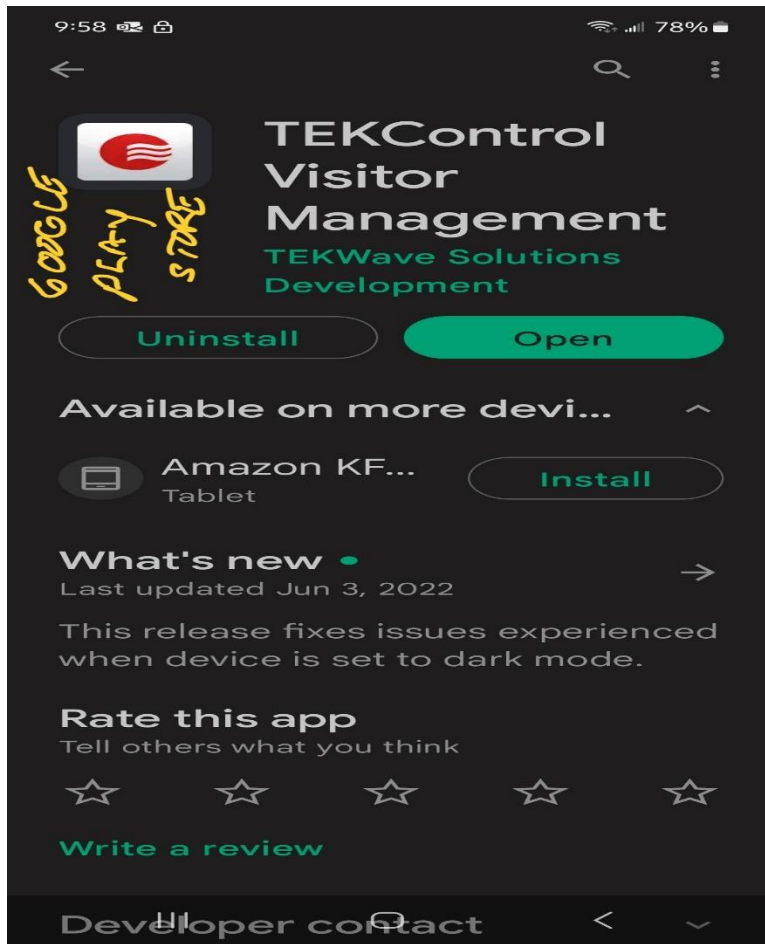 9:58
78%
TEKControl
Visitor
Management
TEKWave Solutions
Development
GOOGLE
PLAY
STORE
Uninstall
Open
Available on more devi...
Amazon KF...
Tablet
Install
What's new
Last updated Jun 3, 2022
This release fixes issues experienced
when device is set to dark mode.
Rate this app
Tell others what you think
Write a review
Developer contact